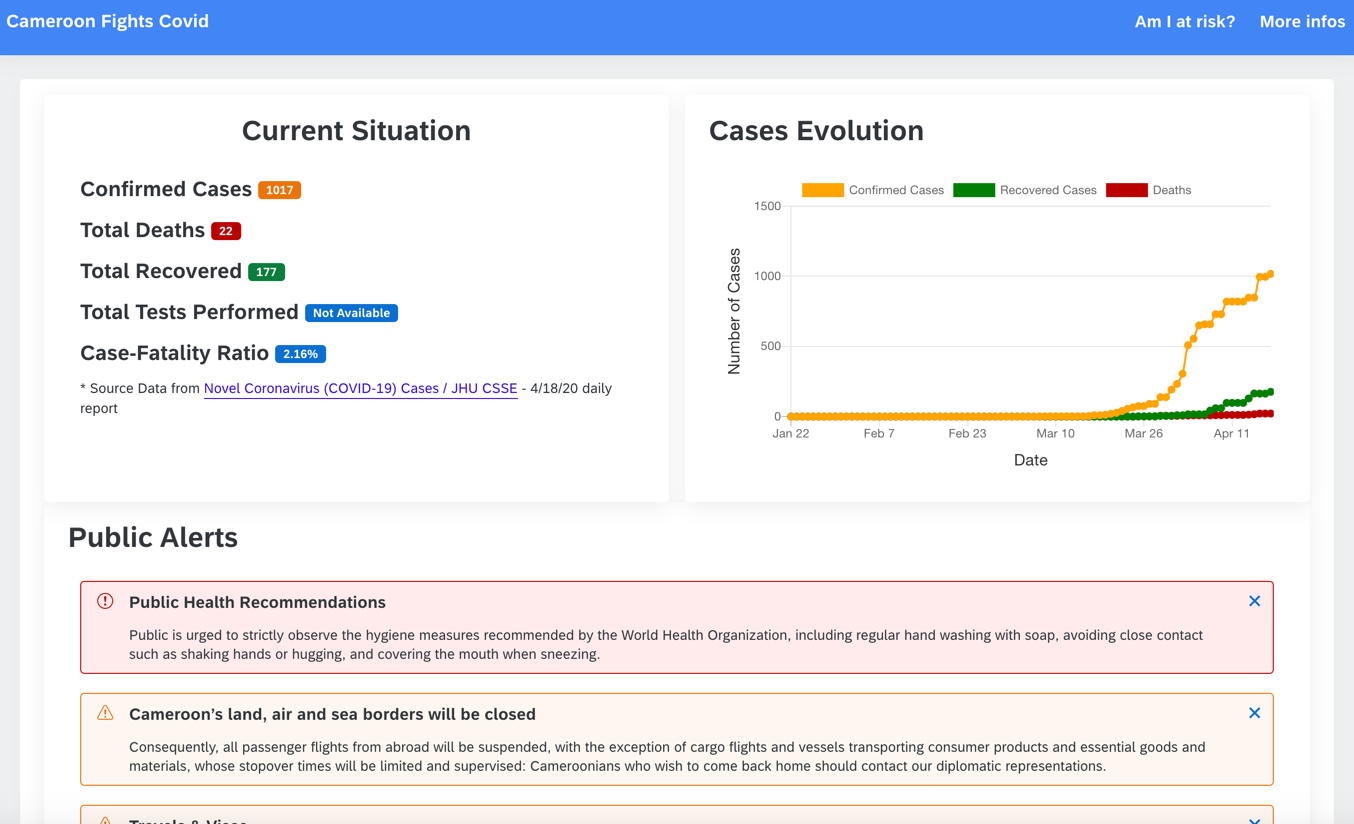 Cameroon Fights Covid
Am I at risk?
More infos
Current Situation
Confirmed Cases 1017
Total Deaths 22
Total Recovered 177
Total Tests Performed Not Available
Case-Fatality Ratio 2.16%
* Source Data from Novel Coronavirus (COVID-19) Cases / JHU CSSE - 4/18/20 daily
report
Cases Evolution
Confirmed Cases Recovered Cases Deaths
1500
1000
500
0
Number of Cases
Jan 22 Feb 7 Feb 23 Mar 10 Mar 26 Apr 11
Date
Public Alerts
Public Health Recommendations
Public is urged to strictly observe the hygiene measures recommended by the World Health Organization, including regular hand washing with soap, avoiding close contact
such as shaking hands or hugging, and covering the mouth when sneezing.
Cameroon’s land, air and sea borders will be closed
Consequently, all passenger flights from abroad will be suspended, with the exception of cargo flights and vessels transporting consumer products and essential goods and
materials, whose stopover times will be limited and supervised: Cameroonians who wish to come back home should contact our diplomatic representations.
Travels & Visas